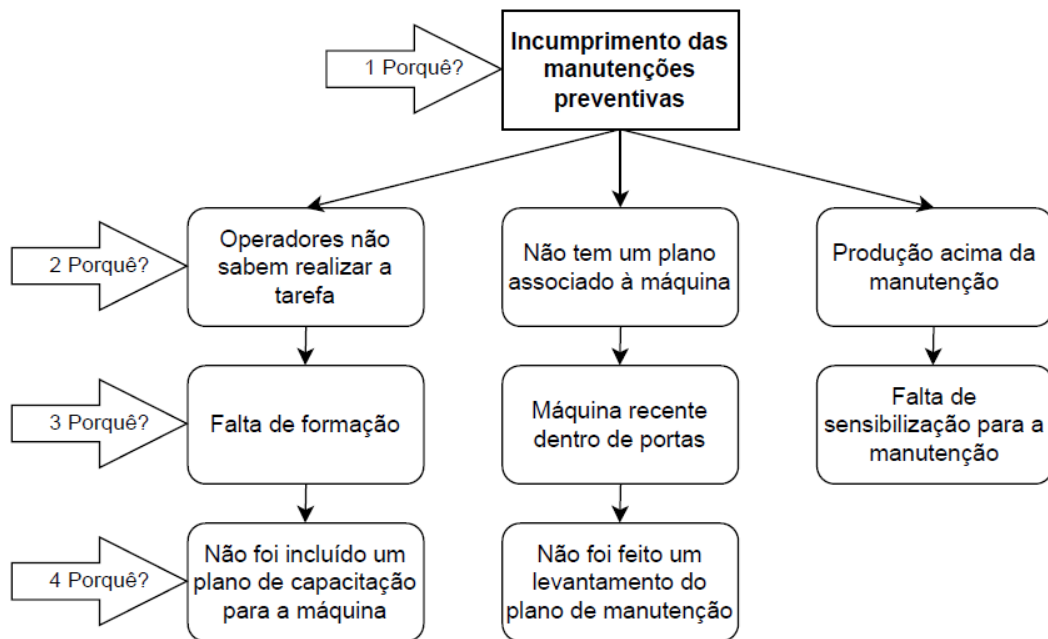 1 Porquê?
Incumprimento das
manutenções
preventivas
2 Porquê?
Operadores não
sabem realizar a
tarefa
Não tem um plano
associado à máquina
Produção acima da
manutenção
3 Porquê?
Falta de formação
Máquina recente
dentro de portas
Falta de
sensibilização para a
manutenção
4 Porquê?
Não foi incluído um
plano de capacitação
para a máquina
Não foi feito um
levantamento do
plano de manutenção